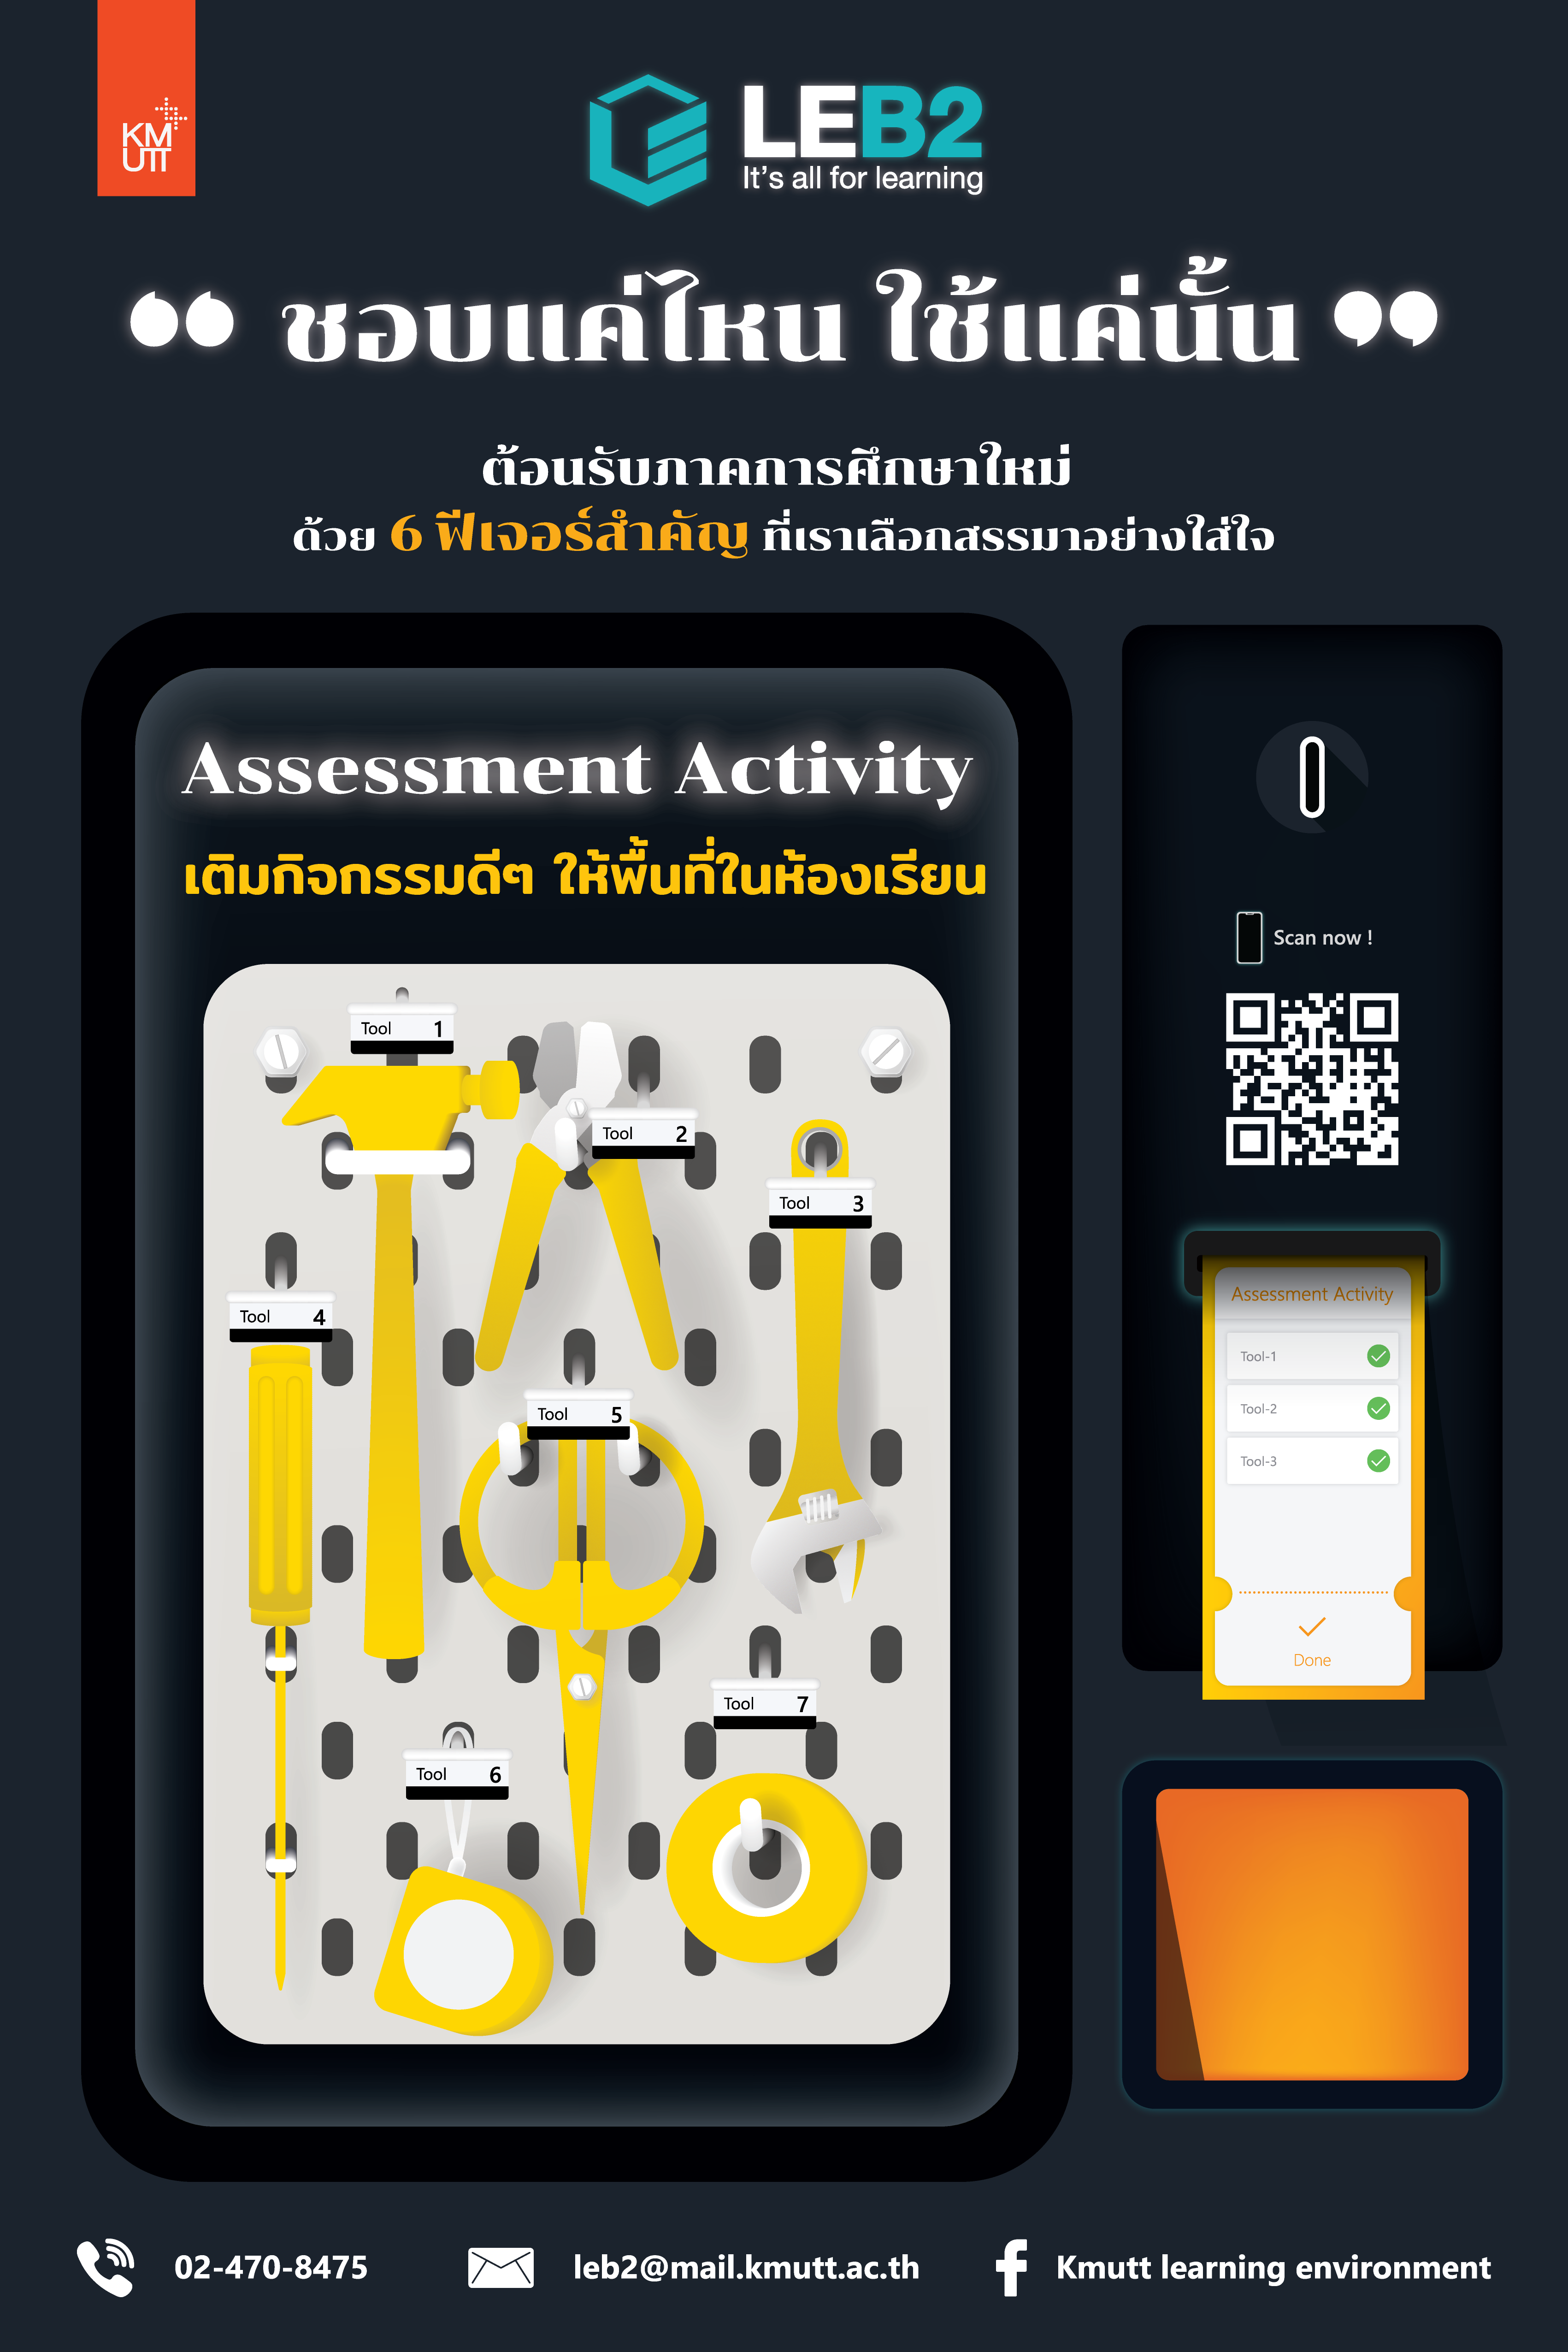 KM
UTT
LEB2
It's all for learning
“ ชอบแค่ไหน ใช้แค่นั้น ”
ต้อนรับภาคการศึกษาใหม่
ด้วย 6 ฟีเจอร์สำคัญ ที่เราเลือกสรรมาอย่างใส่ใจ
Assessment Activity
เติมกิจกรรมดีๆ ให้พื้นที่ในห้องเรียน
Tool 1
Tool 2
Tool 3
Tool 4
Tool 5
Tool 6
Tool 7
Scan now !
Assessment Activity
Tool-1
Tool-2
Tool-3
Done
02-470-8475
leb2@mail.kmutt.ac.th
Kmutt learning environment